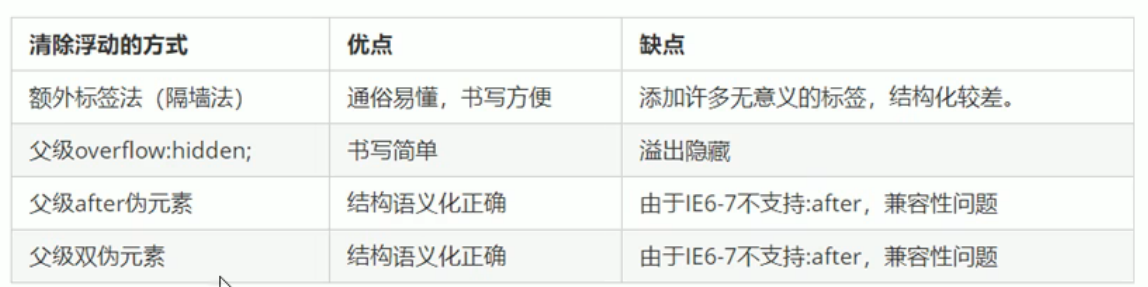 清除浮动的方式 优点 缺点
额外标签法（隔墙法） 通俗易懂，书写方便 添加许多无意义的标签，结构化较差。
父级overflow:hidden; 书写简单 溢出隐藏
父级after伪元素 结构语义化正确 由于IE6-7不支持:after，兼容性问题
父级双伪元素 结构语义化正确 由于IE6-7不支持:after，兼容性问题